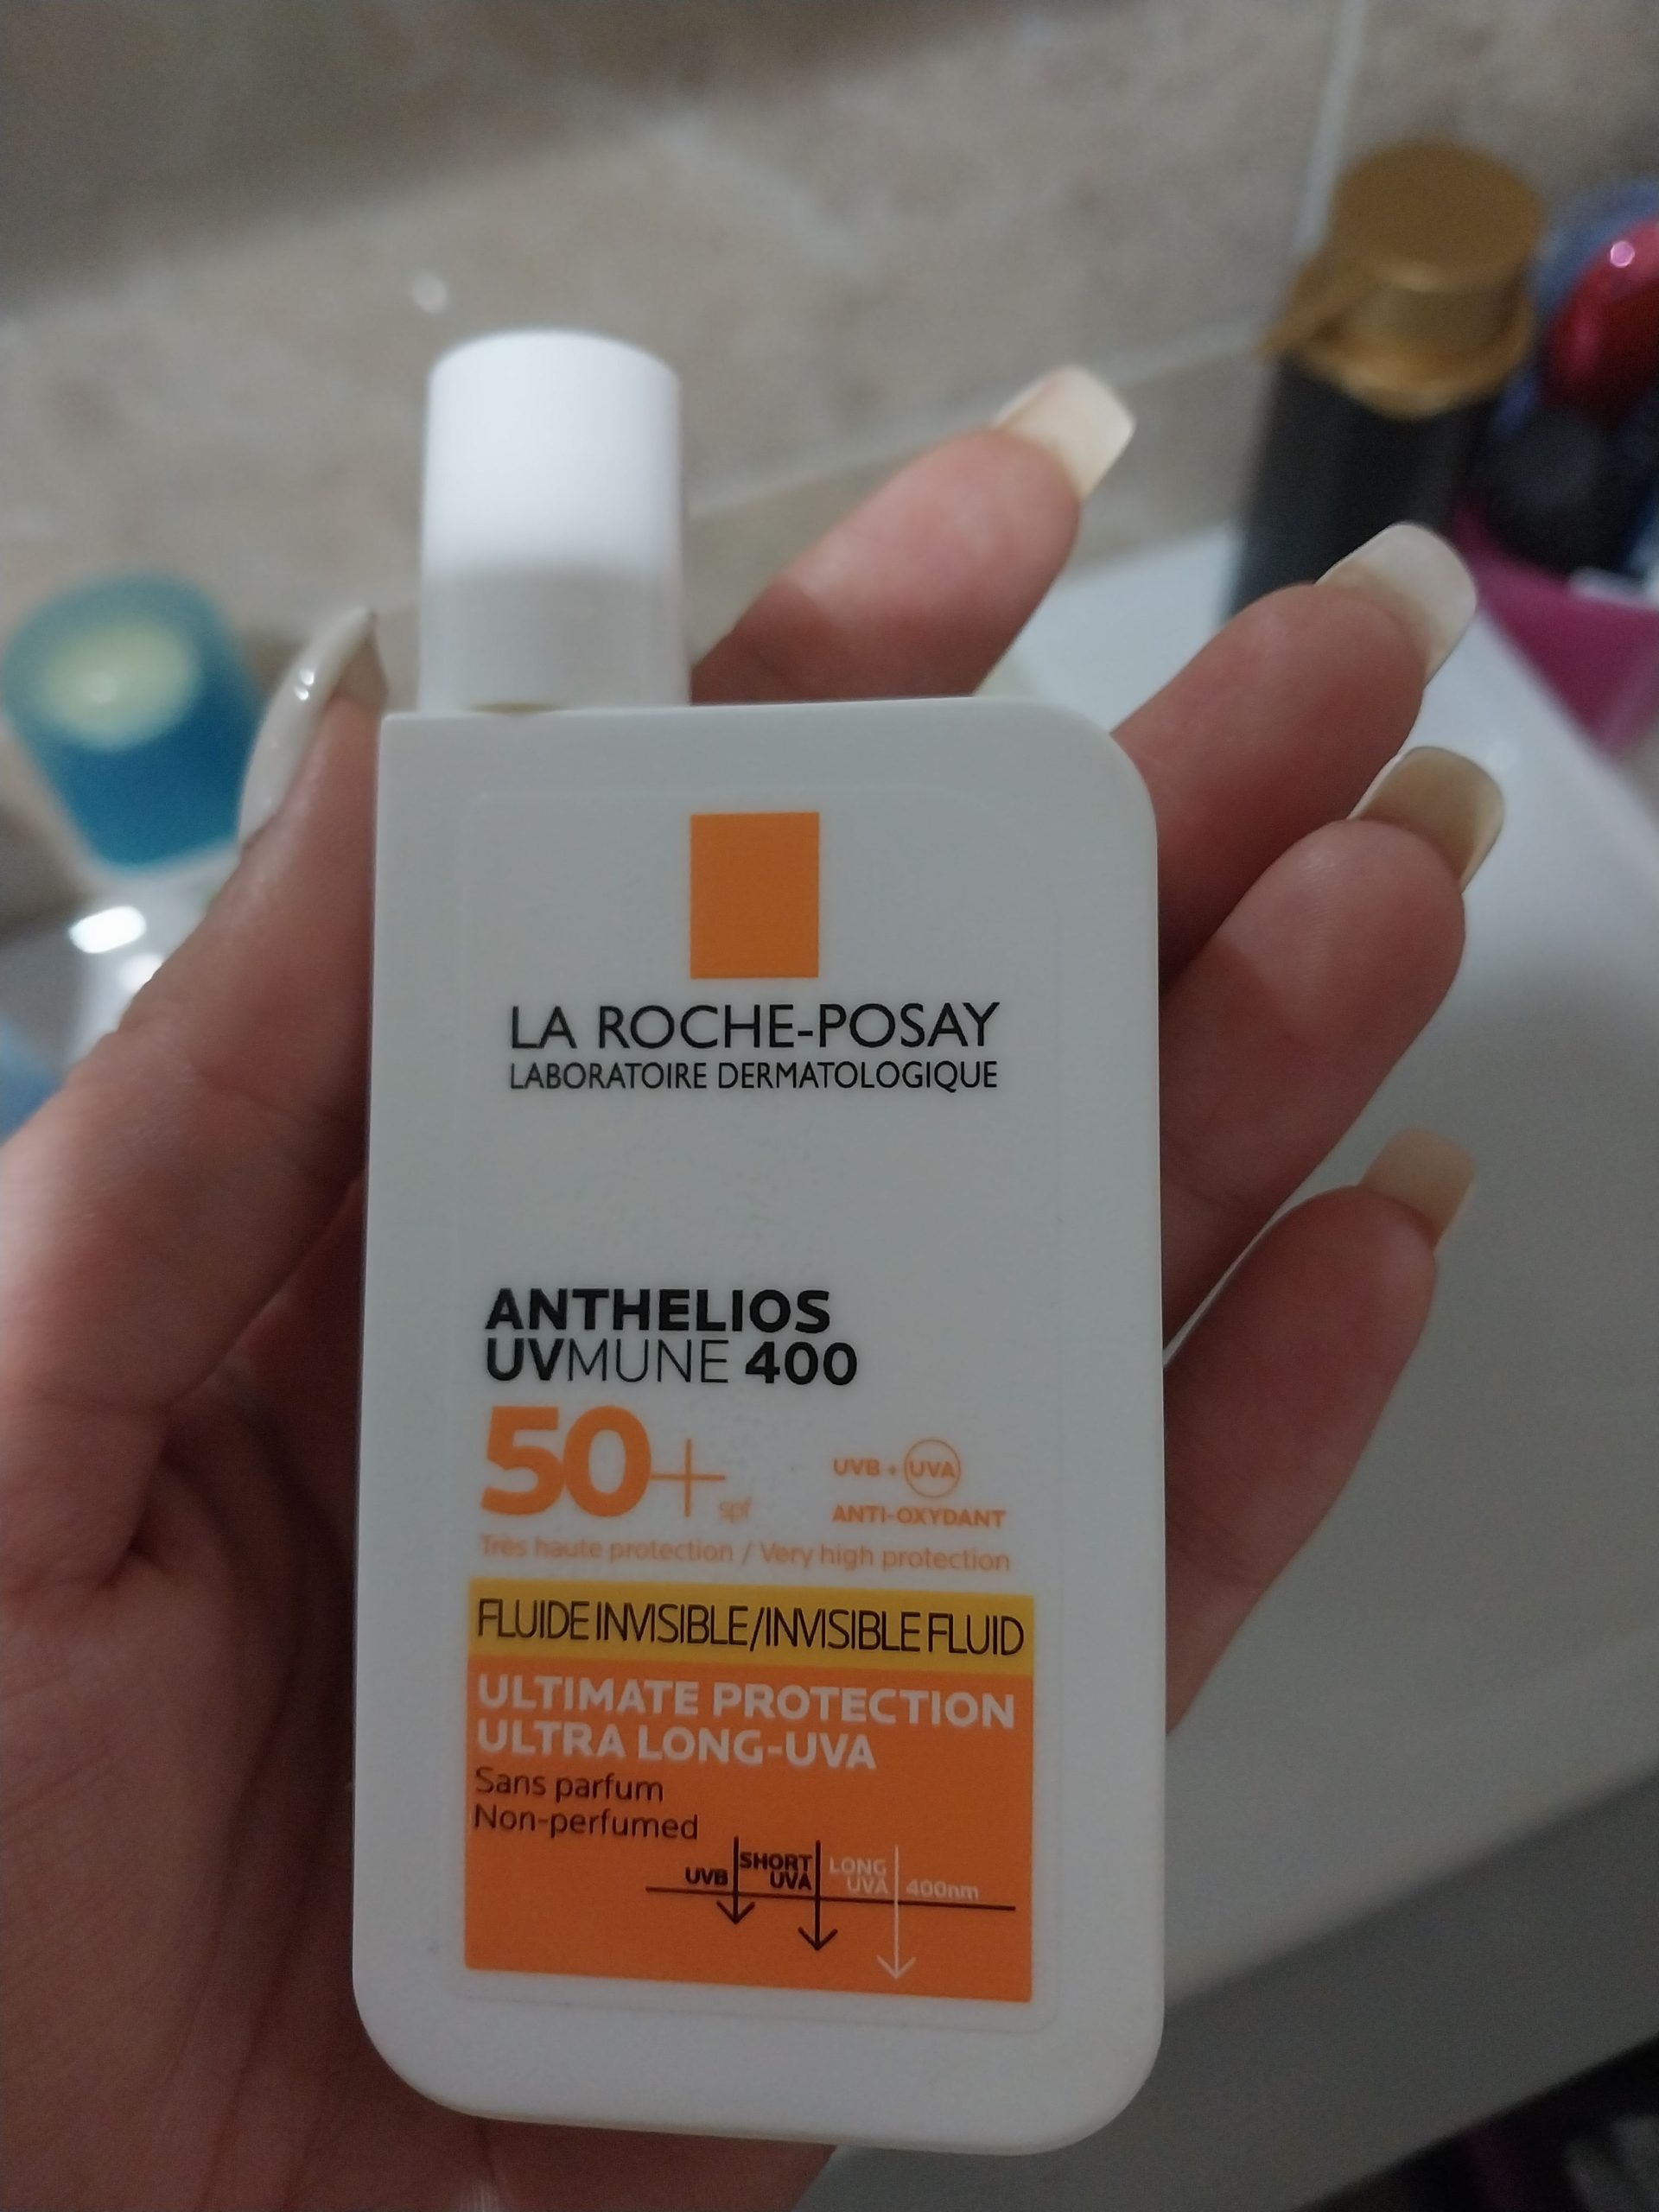 LA ROCHE-POSAY
LABORATOIRE DERMATOLOGIQUE
ANTHELIOS
UVMUNE 400
50+ spf
UVB + UVA
ANTI-OXYDANT
Très haute protection / Very high protection
FLUIDE INVISIBLE/INVISIBLE FLUID
ULTIMATE PROTECTION
ULTRA LONG-UVA
Sans parfum
Non-perfumed
UVB
SHORT
UVA
LONG
UVA
400nm